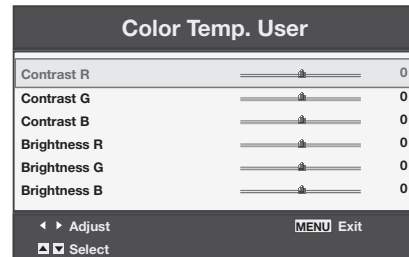 Color Temp. User
Contrast R 0
Contrast G 0
Contrast B 0
Brightness R 0
Brightness G 0
Brightness B 0
Adjust MENU Exit
Select